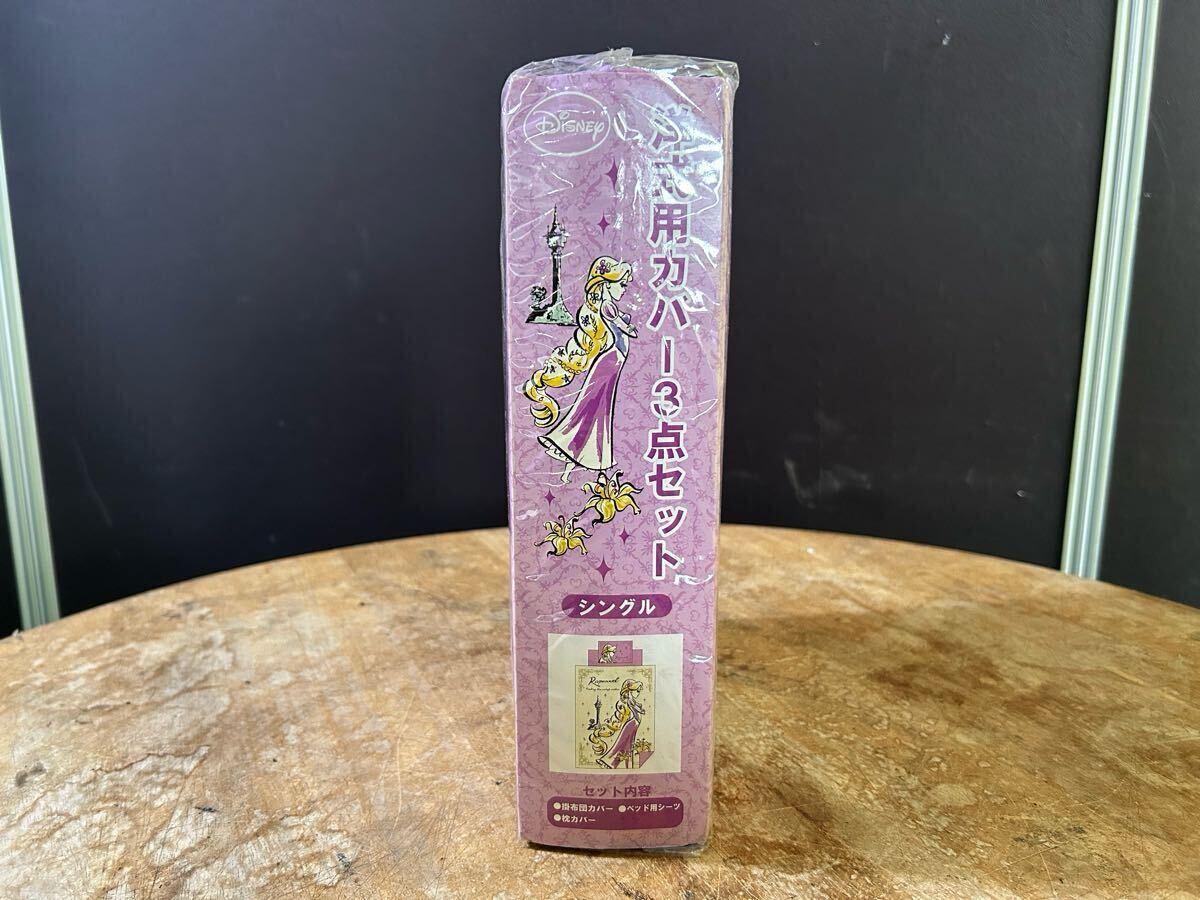 Disney
洋式用カバー3点セット
シングル
Rapunzel
セット内容
●掛布団カバー ●ベッド用シーツ
●枕カバー